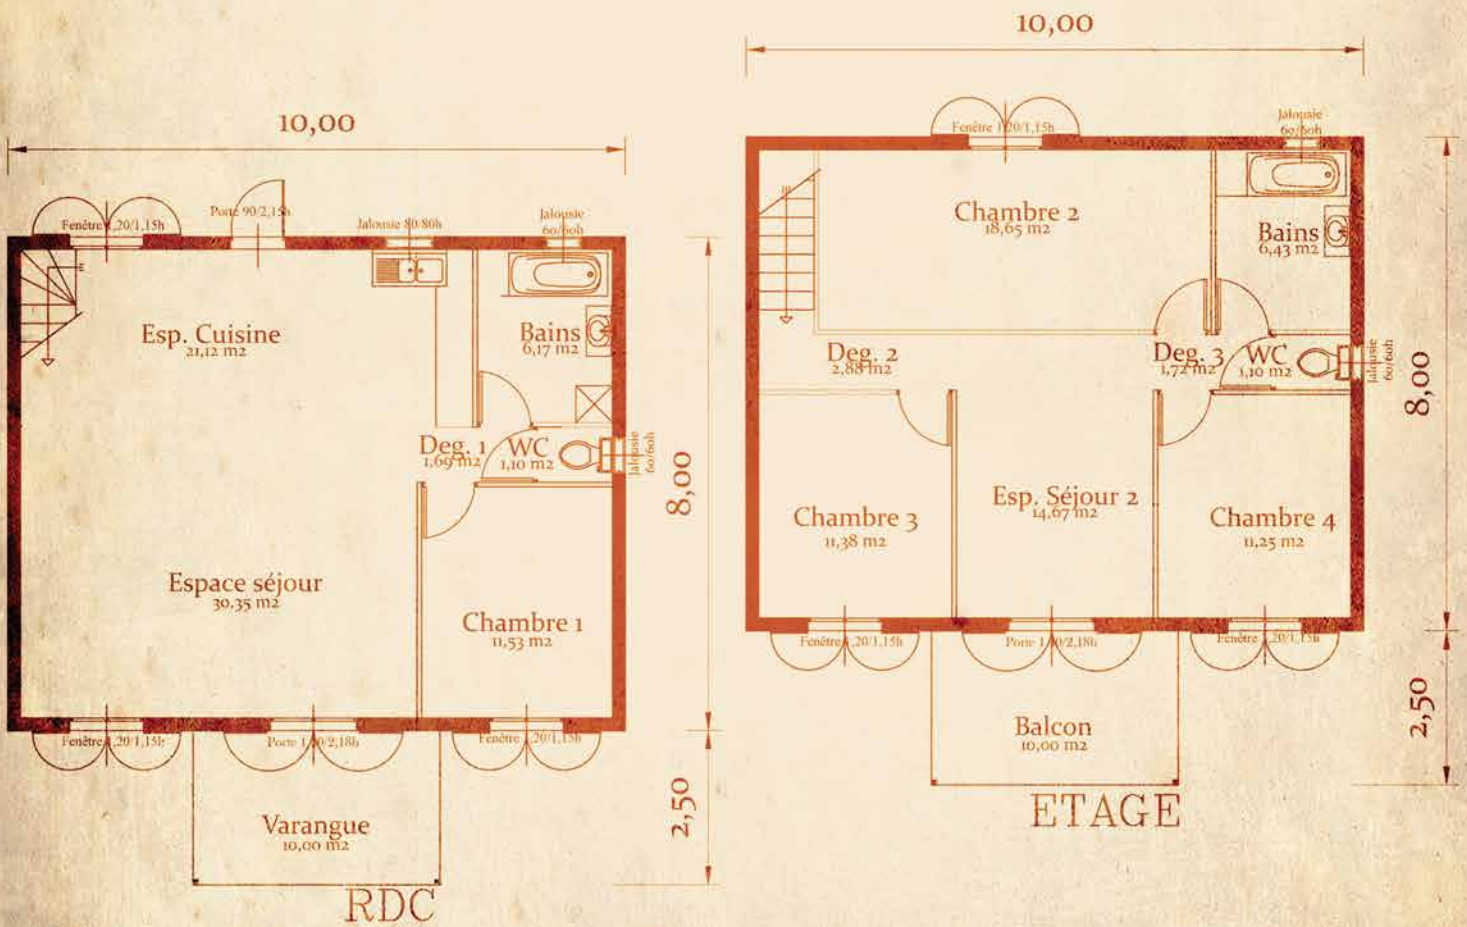 10,00
Fenêtre 1,20/1,15h
Porte 90/2,15h
Jalousie 80/80h
Jalousie
60/60h
Esp. Cuisine
21,12 m2
Bains
6,17 m2
Deg. 1
1,69 m2
WC
1,10 m2
Jalousie
60/60h
8,00
Espace séjour
30,35 m2
Chambre 1
11,53 m2
Fenêtre 1,20/1,15h
Porte
/2,18h
Fenêtre 1,20/1,15h
Varangue
10,00 m2
2,50
RDC
10,00
Fenêtre 1,20/1,15h
Jalousie
60/60h
Chambre 2
18,65 m2
Bains
6,43 m2
Deg. 2
2,88 m2
Deg. 3
1,72 m2
WC
1,10 m2
Jalousie
60/60h
8,00
Chambre 3
11,38 m2
Esp. Séjour 2
14,67 m2
Chambre 4
11,25 m2
Fenêtre 1,20/1,15h
Porte
/2,18h
Fenêtre 1,20/1,15h
Balcon
10,00 m2
2,50
ETAGE